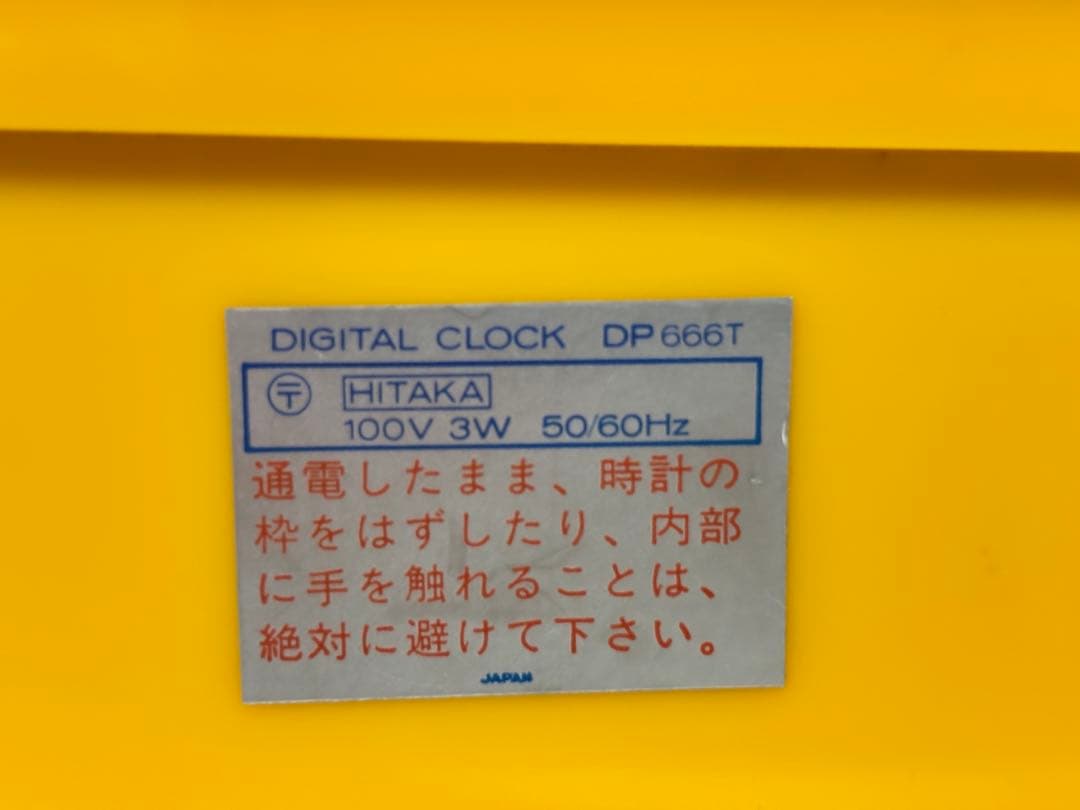 DIGITAL CLOCK DP666T
〒 HITAKA
100V 3W 50/60Hz
通電したまま、時計の
枠をはずしたり、内部
に手を触れることは、
絶対に避けて下さい。
JAPAN